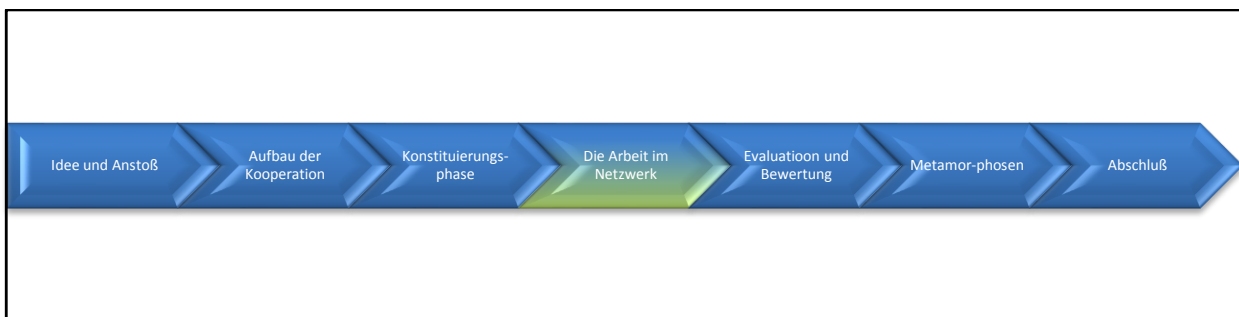 Idee und Anstoß
Aufbau der
Kooperation
Konstituierungs-
phase
Die Arbeit im
Netzwerk
Evaluatioon und
Bewertung
Metamor-phosen
Abschluß